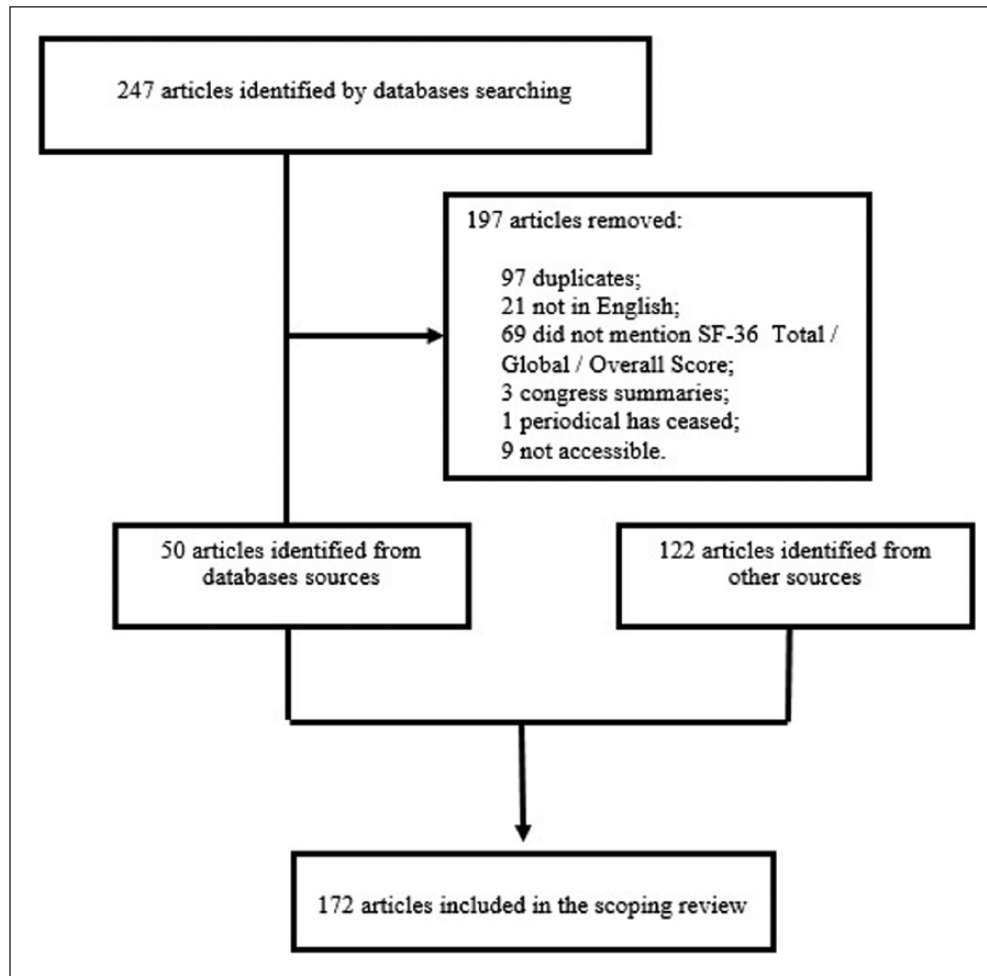 247 articles identified by databases searching
197 articles removed:
97 duplicates;
21 not in English;
69 did not mention SF-36 Total /
Global / Overall Score;
3 congress summaries;
1 periodical has ceased;
9 not accessible.
50 articles identified from
databases sources
122 articles identified from
other sources
172 articles included in the scoping review